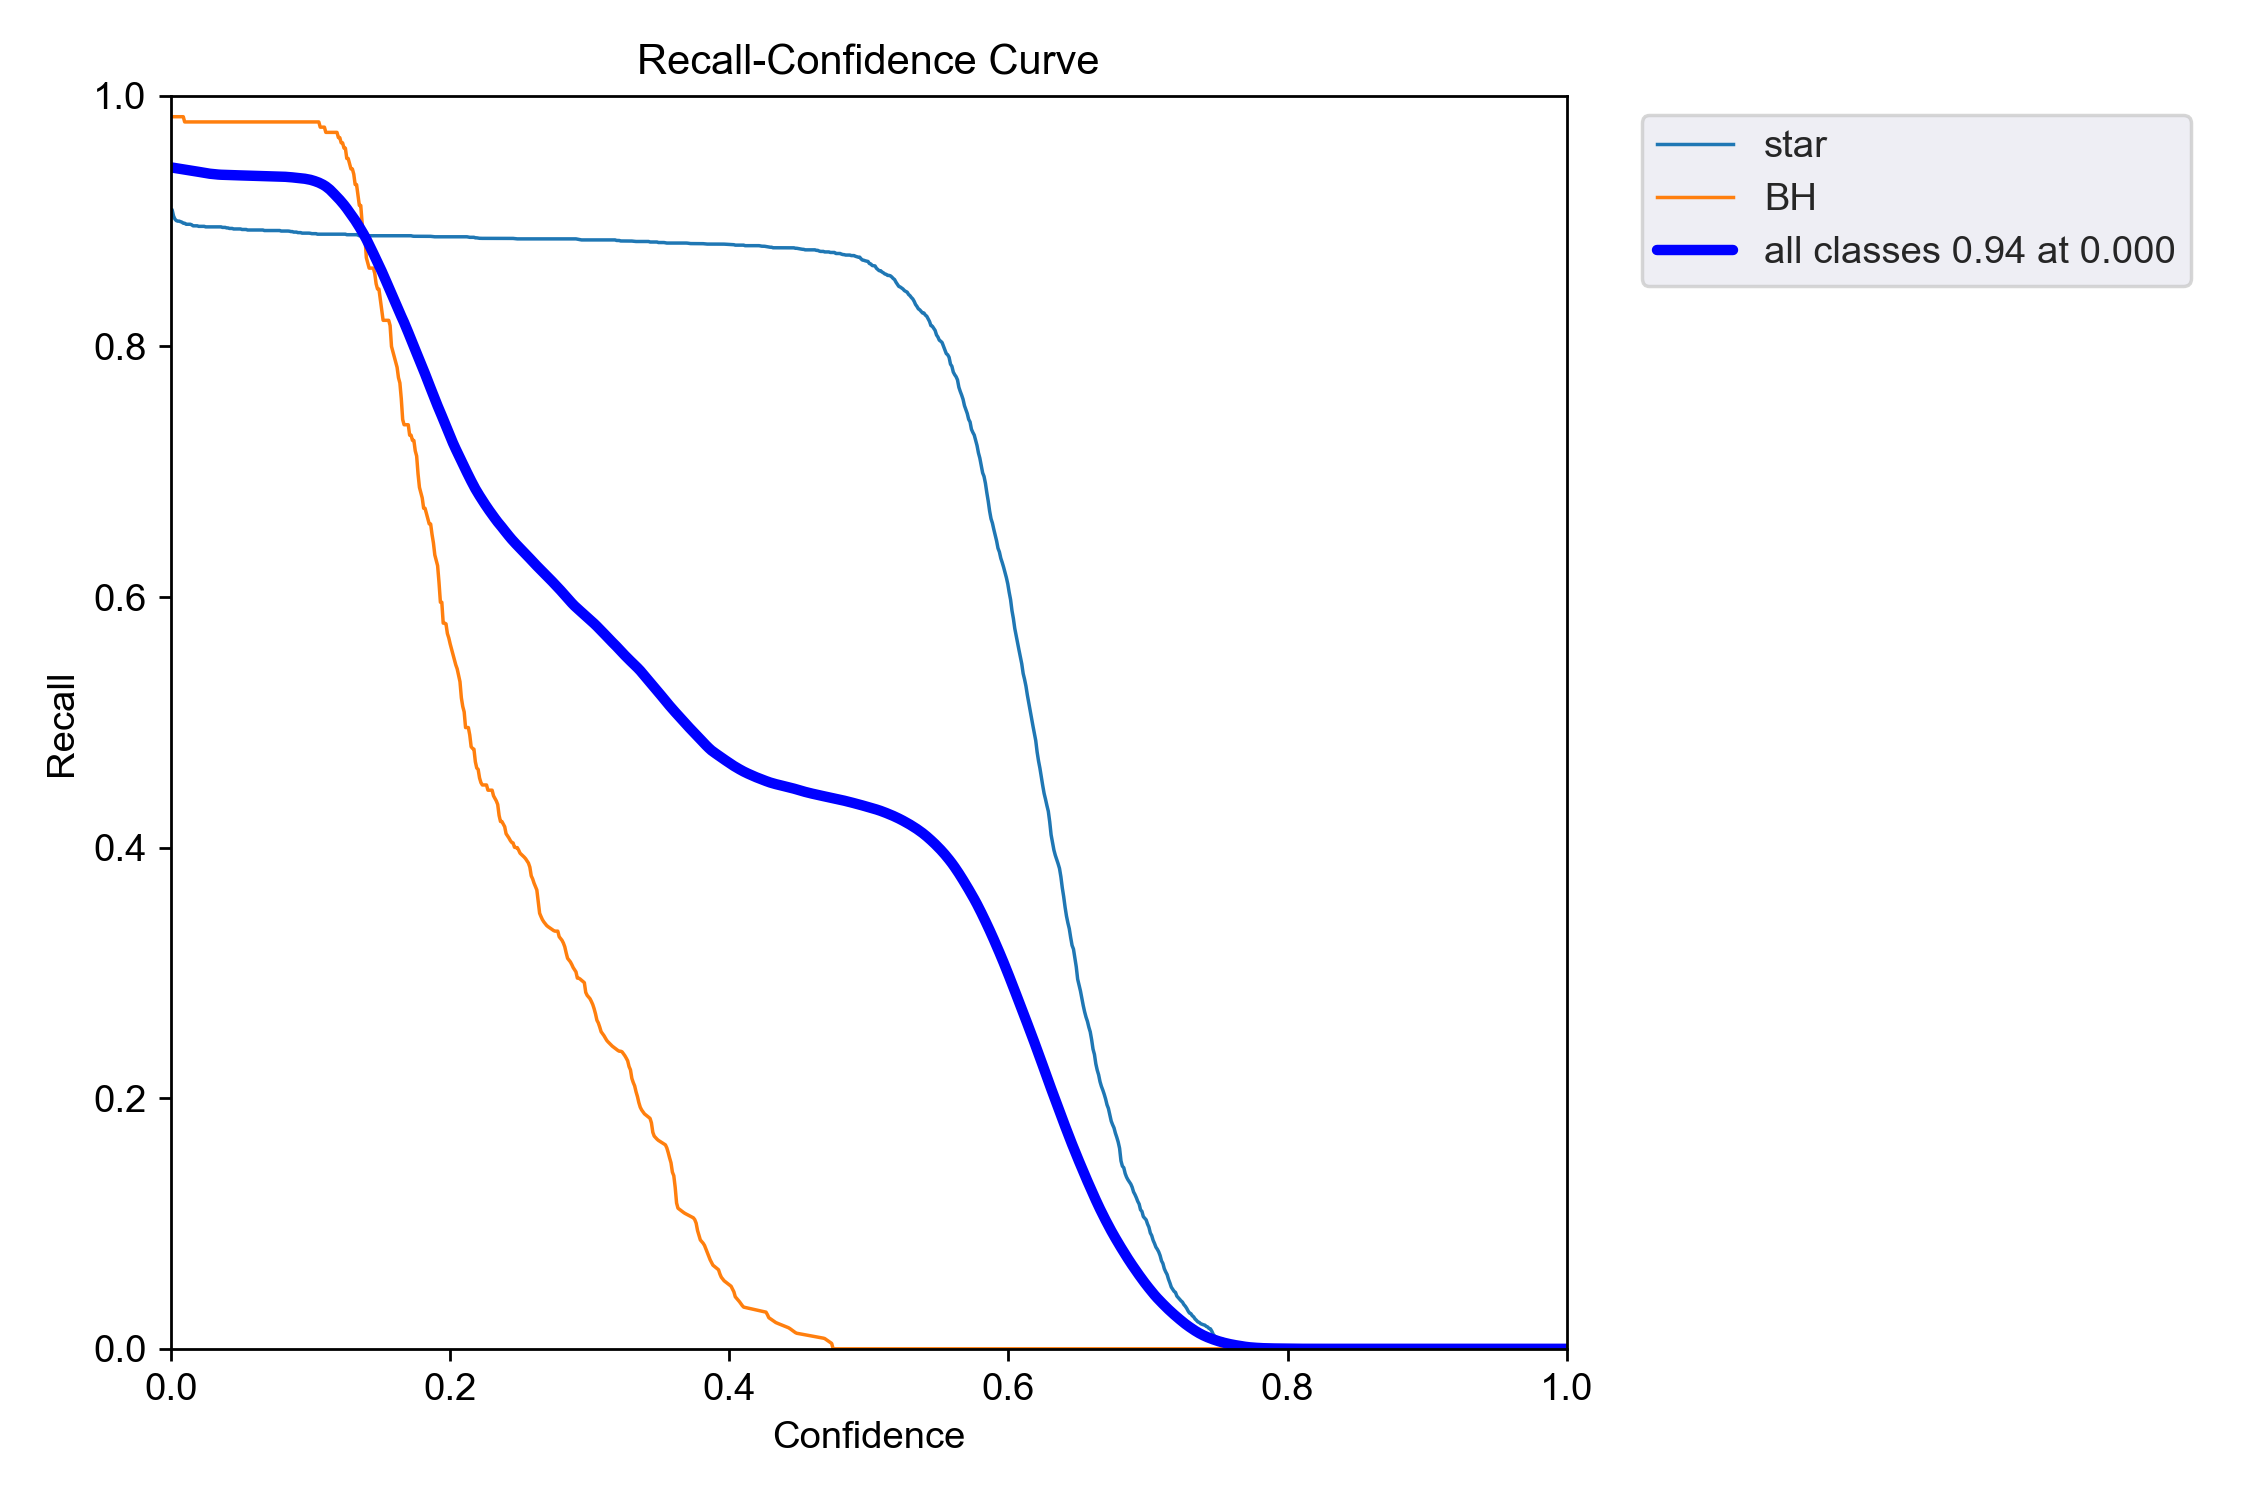 Recall-Confidence Curve
1.0
0.8
0.6
0.4
0.2
0.0
Recall
0.0 0.2 0.4 0.6 0.8 1.0
Confidence
star
BH
all classes 0.94 at 0.000